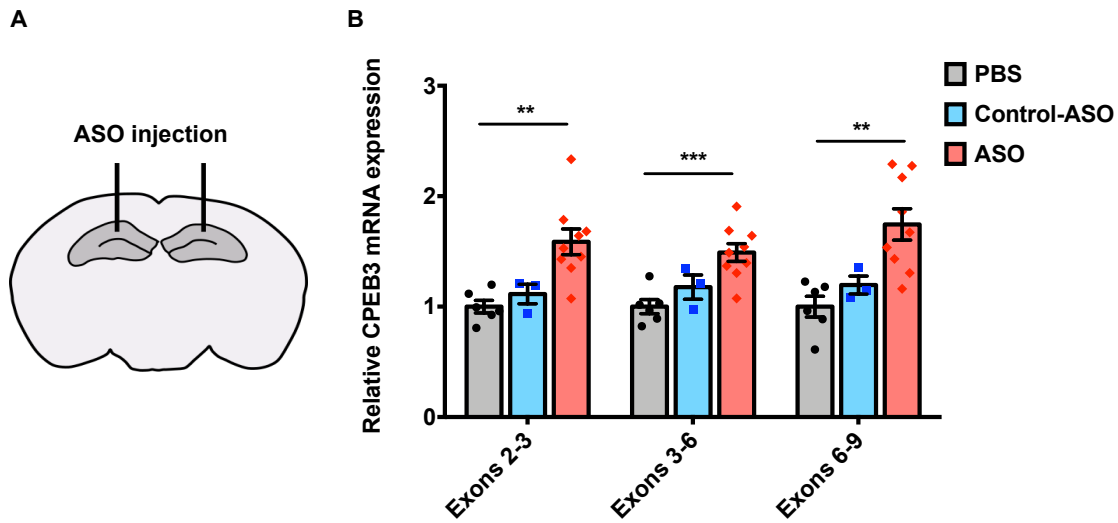 A
ASO injection
B
Relative CPEB3 mRNA expression
3
2
1
0
**
***
**
Exons 2-3
Exons 3-6
Exons 6-9
PBS
Control-ASO
ASO